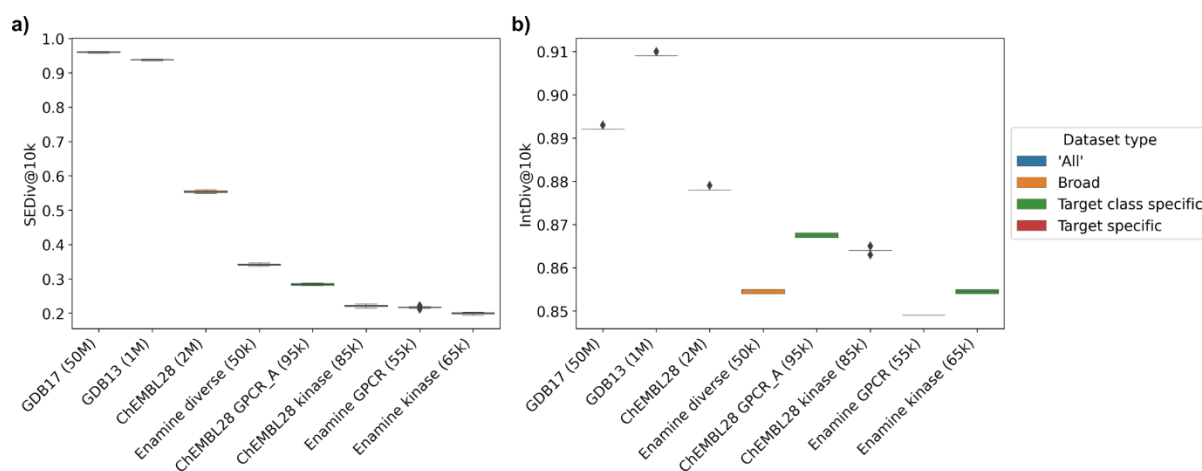 a)
SEDiv@10k
1.0
0.9
0.8
0.7
0.6
0.5
0.4
0.3
0.2
GDB17 (50M)
GDB13 (1M)
ChEMBL28 (2M)
Enamine diverse (50k)
ChEMBL28 GPCR_A (95k)
ChEMBL28 kinase (85k)
Enamine GPCR (55k)
Enamine kinase (65k)
b)
IntDiv@10k
0.91
0.90
0.89
0.88
0.87
0.86
0.85
GDB17 (50M)
GDB13 (1M)
ChEMBL28 (2M)
Enamine diverse (50k)
ChEMBL28 GPCR_A (95k)
ChEMBL28 kinase (85k)
Enamine GPCR (55k)
Enamine kinase (65k)
Dataset type
'All'
Broad
Target class specific
Target specific